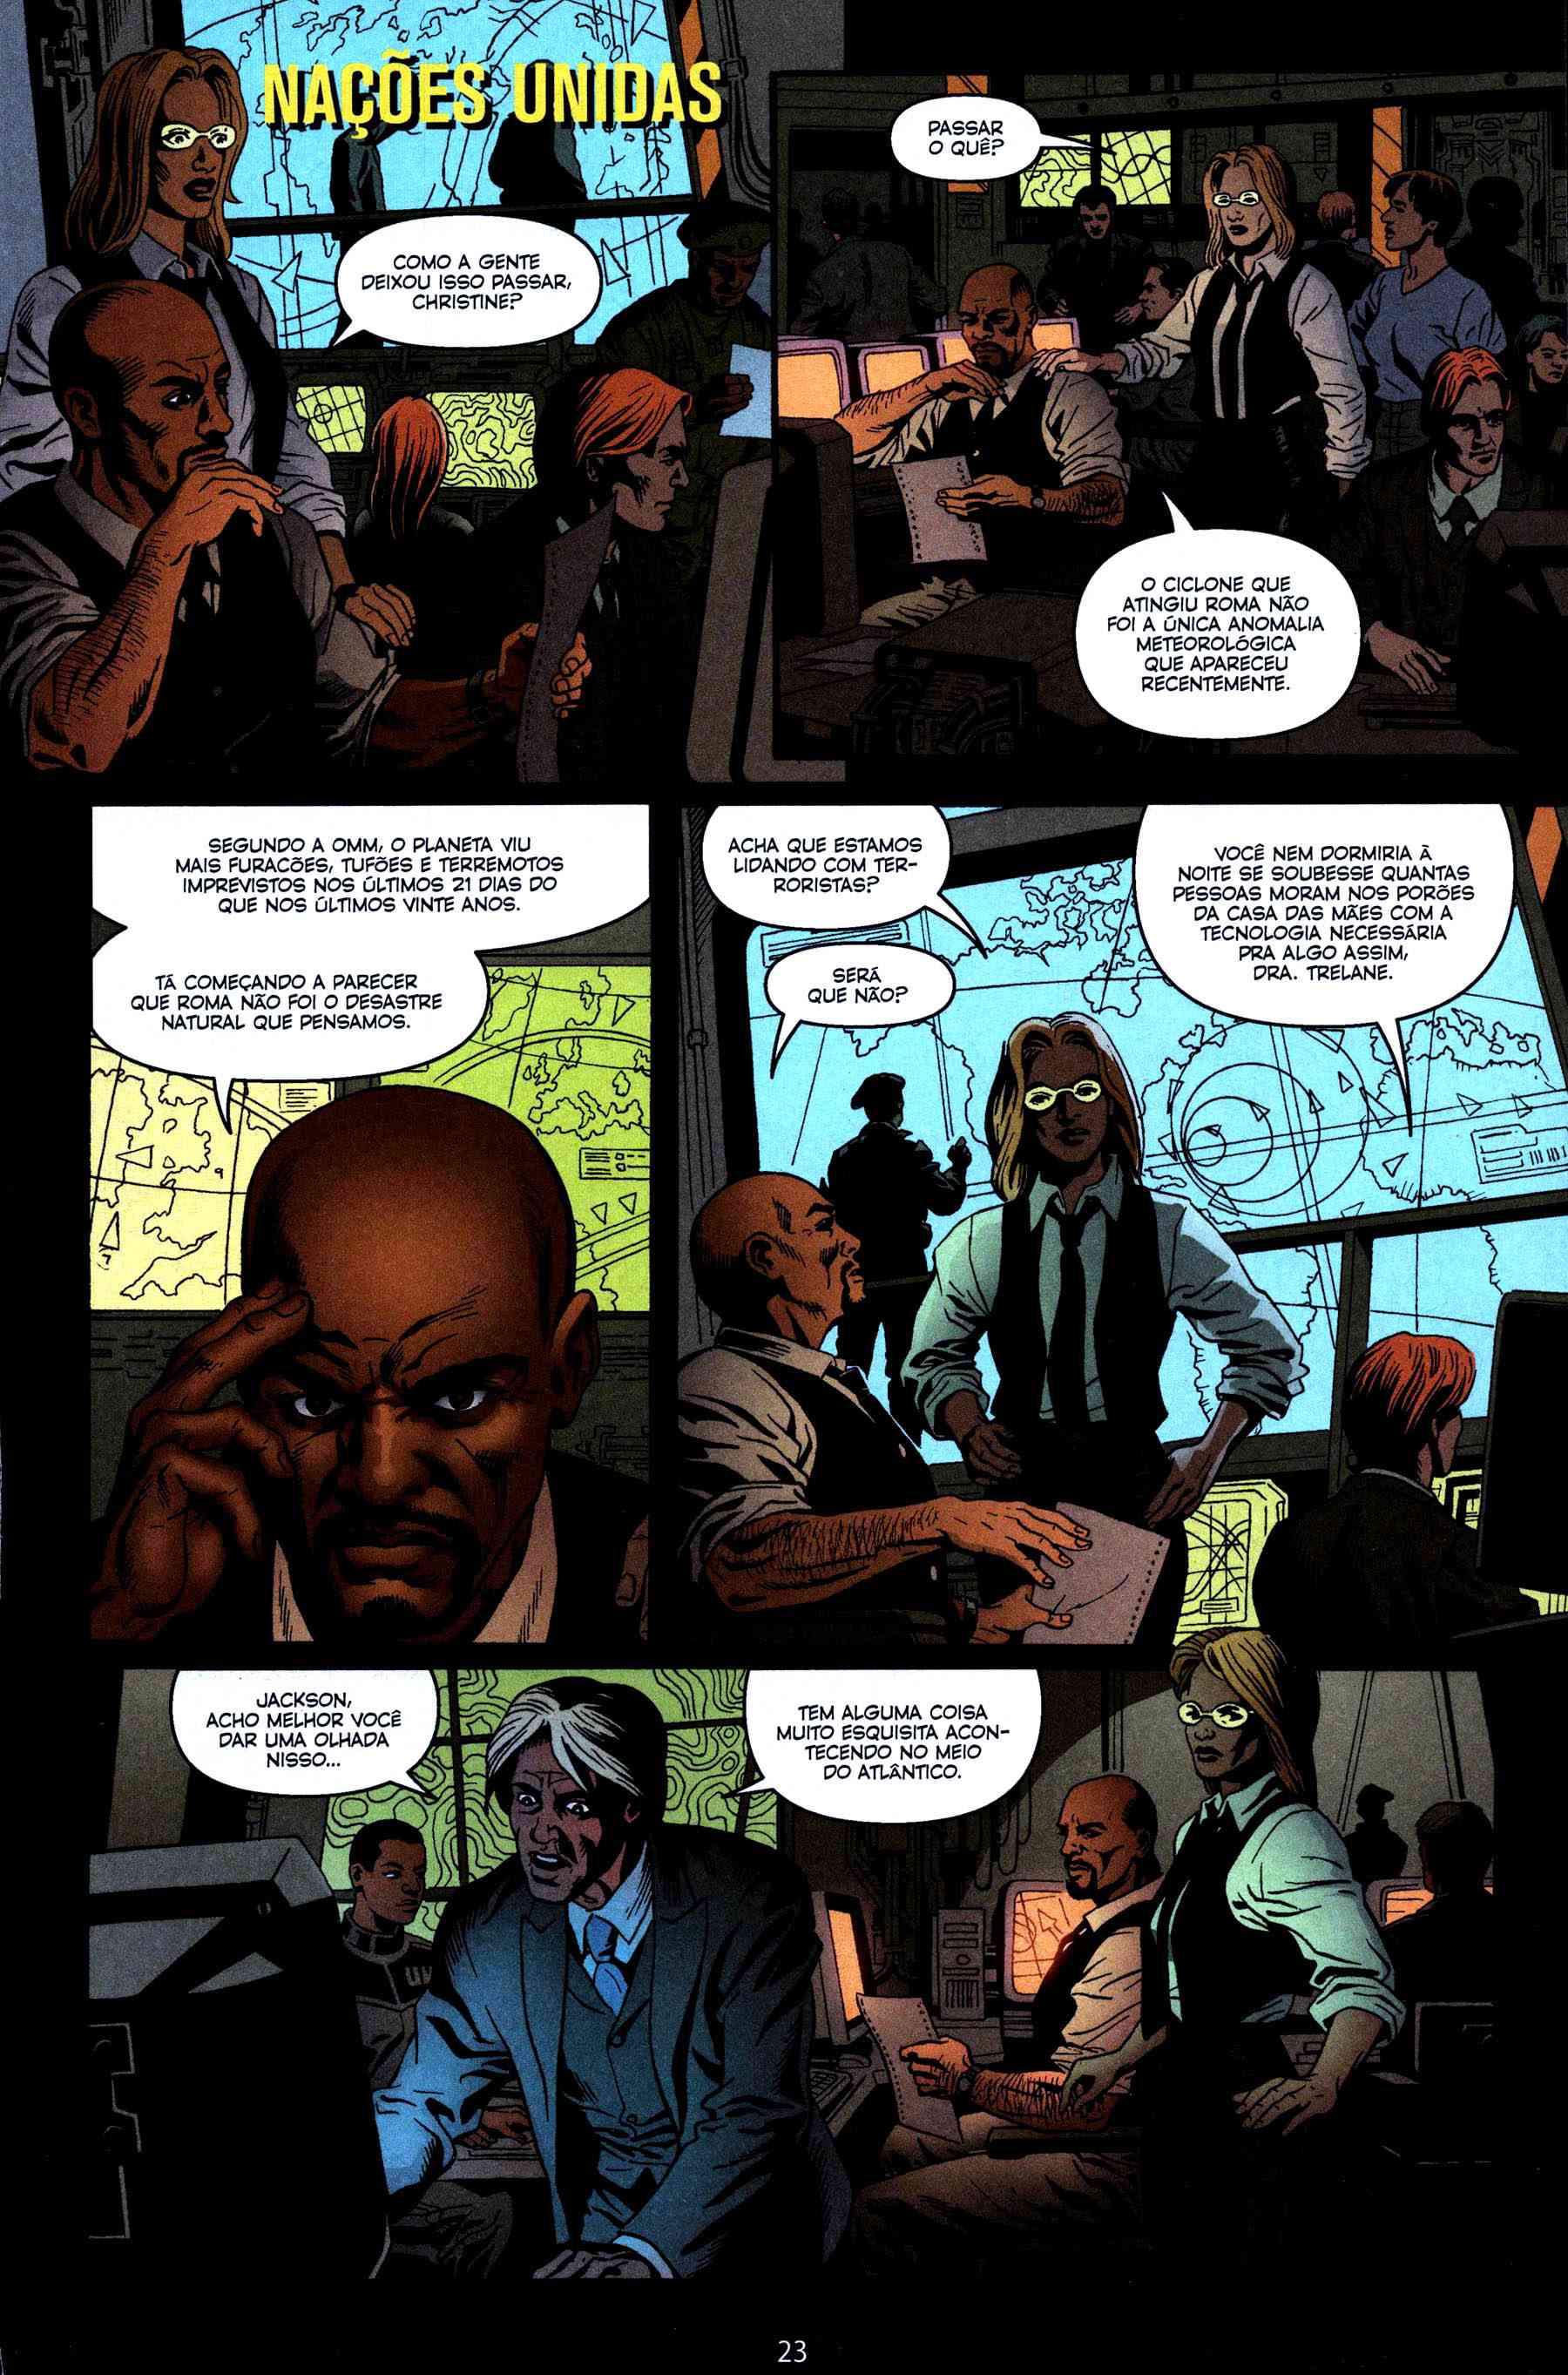 NAÇÕES UNIDAS
COMO A GENTE
DEIXOU ISSO PASSAR,
CHRISTINE?
PASSAR
O QUÊ?
O CICLONE QUE
ATINGIU ROMA NÃO
FOI A ÚNICA ANOMALIA
METEOROLÓGICA
QUE APARECEU
RECENTEMENTE.
SEGUNDO A OMM, O PLANETA VIU
MAIS FURACÕES, TUFÕES E TERREMOTOS
IMPREVISTOS NOS ÚLTIMOS 21 DIAS DO
QUE NOS ÚLTIMOS VINTE ANOS.
TÁ COMEÇANDO A PARECER
QUE ROMA NÃO FOI O DESASTRE
NATURAL QUE PENSAMOS.
ACHA QUE ESTAMOS
LIDANDO COM TER-
RORISTAS?
SERÁ
QUE NÃO?
VOCÊ NEM DORMIRIA À
NOITE SE SOUBESSE QUANTAS
PESSOAS MORAM NOS PORÕES
DA CASA DAS MÃES COM A
TECNOLOGIA NECESSÁRIA
PRA ALGO ASSIM,
DRA. TRELANE.
JACKSON,
ACHO MELHOR VOCÊ
DAR UMA OLHADA
NISSO...
TEM ALGUMA COISA
MUITO ESQUISITA ACON-
TECENDO NO MEIO
DO ATLÂNTICO.
23